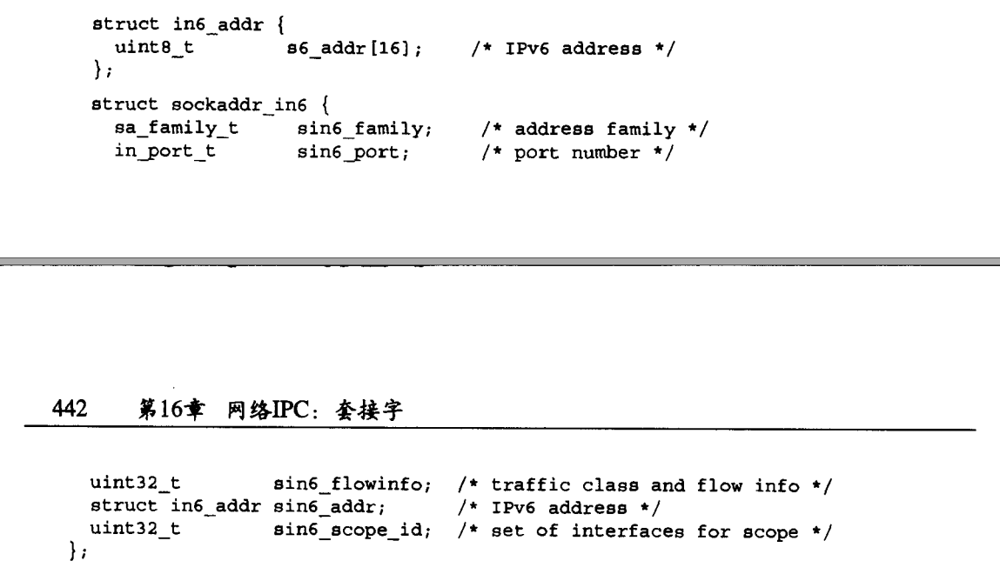 struct in6_addr {
uint8_t s6_addr[16]; /* IPv6 address */
};
struct sockaddr_in6 {
sa_family_t sin6_family; /* address family */
in_port_t sin6_port; /* port number */
442 第16章 网络IPC：套接字
uint32_t sin6_flowinfo; /* traffic class and flow info */
struct in6_addr sin6_addr; /* IPv6 address */
uint32_t sin6_scope_id; /* set of interfaces for scope */
};